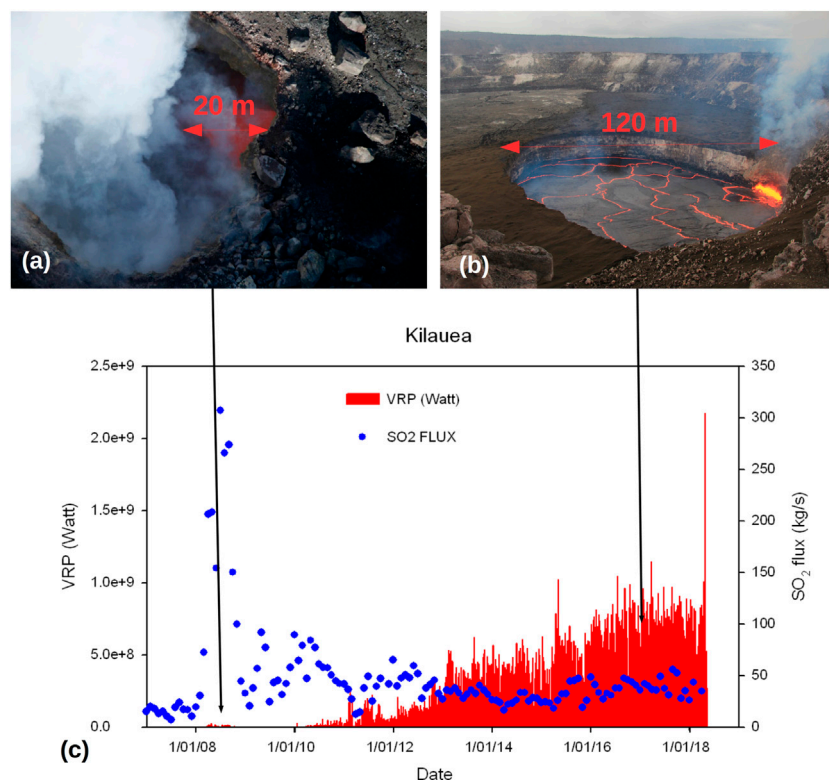 20 m
(a)
120 m
(b)
Kilauea
2.5e+9
2.0e+9
1.5e+9
1.0e+9
5.0e+8
0.0
VRP (Watt)
VRP (Watt)
SO2 FLUX
350
300
250
200
150
100
50
0
SO₂ flux (kg/s)
1/01/08 1/01/10 1/01/12 1/01/14 1/01/16 1/01/18
Date
(c)